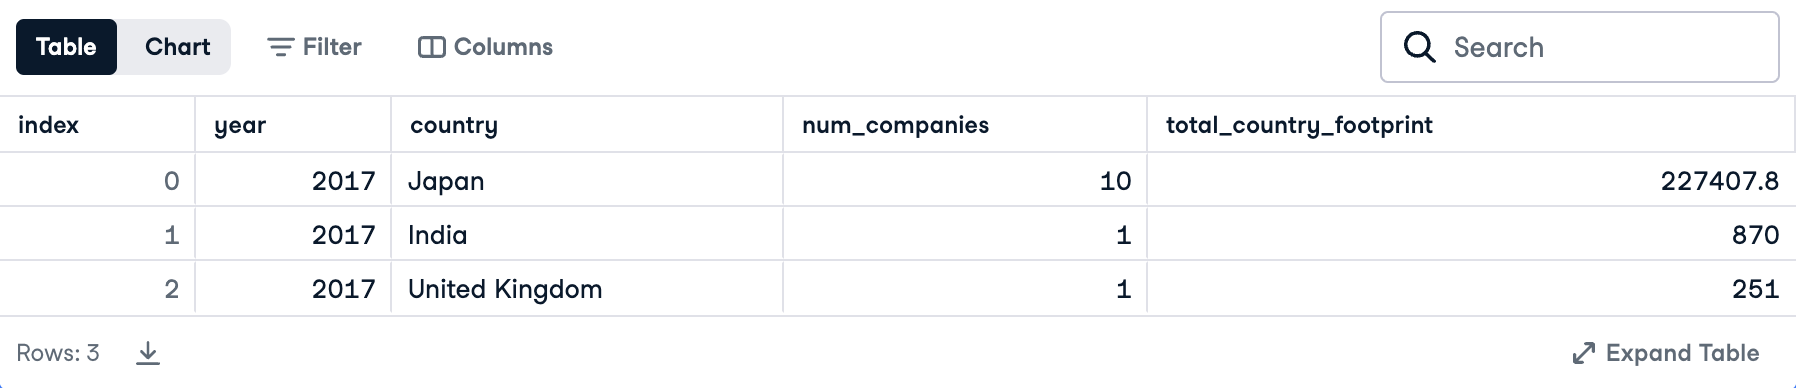 Table Chart Filter Columns Search
index year country num_companies total_country_footprint
0 2017 Japan 10 227407.8
1 2017 India 1 870
2 2017 United Kingdom 1 251
Rows: 3 Expand Table